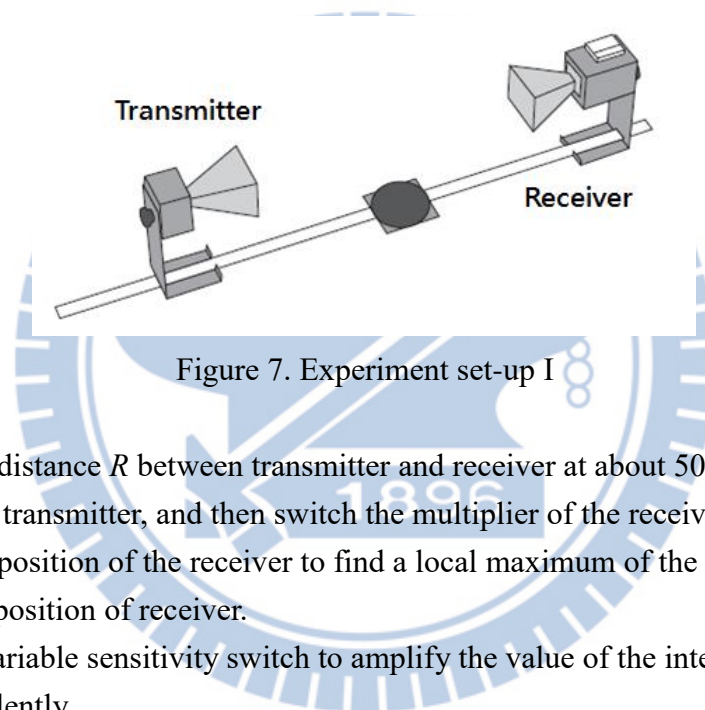 Transmitter
Receiver
Figure 7. Experiment set-up I
distance R between transmitter and receiver at about 50
transmitter, and then switch the multiplier of the receiv
position of the receiver to find a local maximum of the
1896
position of receiver.
ariable sensitivity switch to amplify the value of the inte
lently